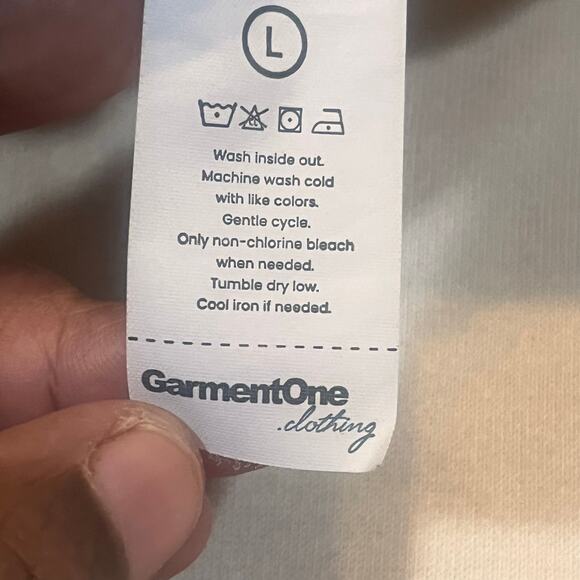 L
CL
Wash inside out.
Machine wash cold
with like colors.
Gentle cycle.
Only non-chlorine bleach
when needed.
Tumble dry low.
Cool iron if needed.
GarmentOne
.clothing